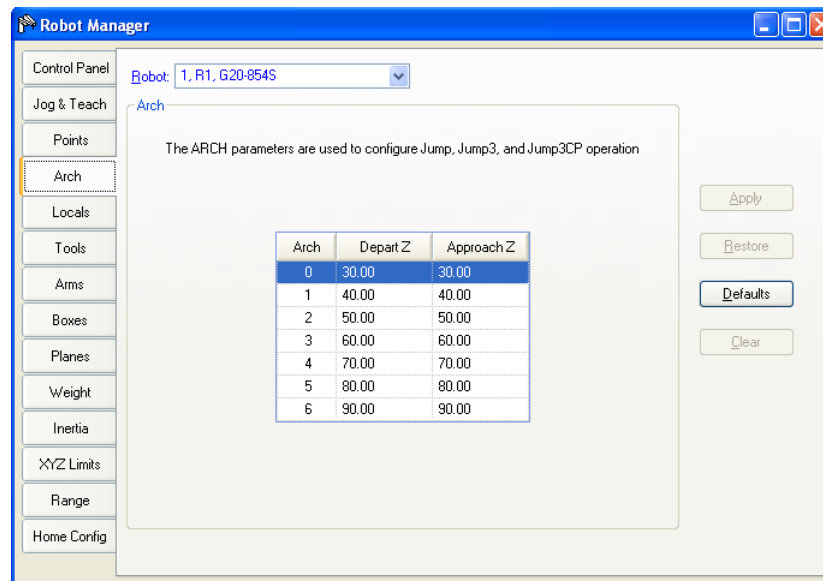 Robot Manager
Control Panel
Jog & Teach
Points
Arch
Locals
Tools
Arms
Boxes
Planes
Weight
Inertia
XYZ Limits
Range
Home Config
Robot: 1, R1, G20-854S
Arch
The ARCH parameters are used to configure Jump, Jump3, and Jump3CP operation
Arch Depart Z Approach Z
0 30.00 30.00
1 40.00 40.00
2 50.00 50.00
3 60.00 60.00
4 70.00 70.00
5 80.00 80.00
6 90.00 90.00
Apply
Restore
Defaults
Clear